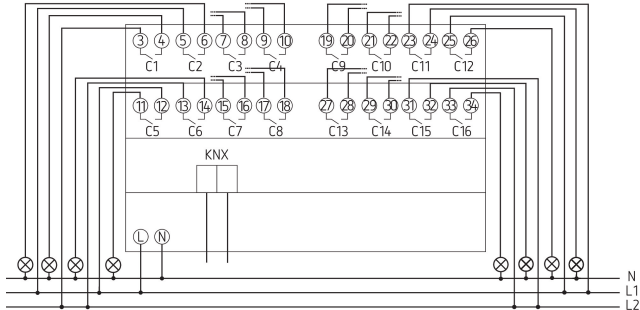 3 4 5 6 7 8 9 10 19 20 21 22 23 24 25 26
C1 C2 C3 C4 C9 C10 C11 C12
11 12 13 14 15 16 17 18 27 28 29 30 31 32 33 34
C5 C6 C7 C8 C13 C14 C15 C16
KNX
L N
N
L1
L2